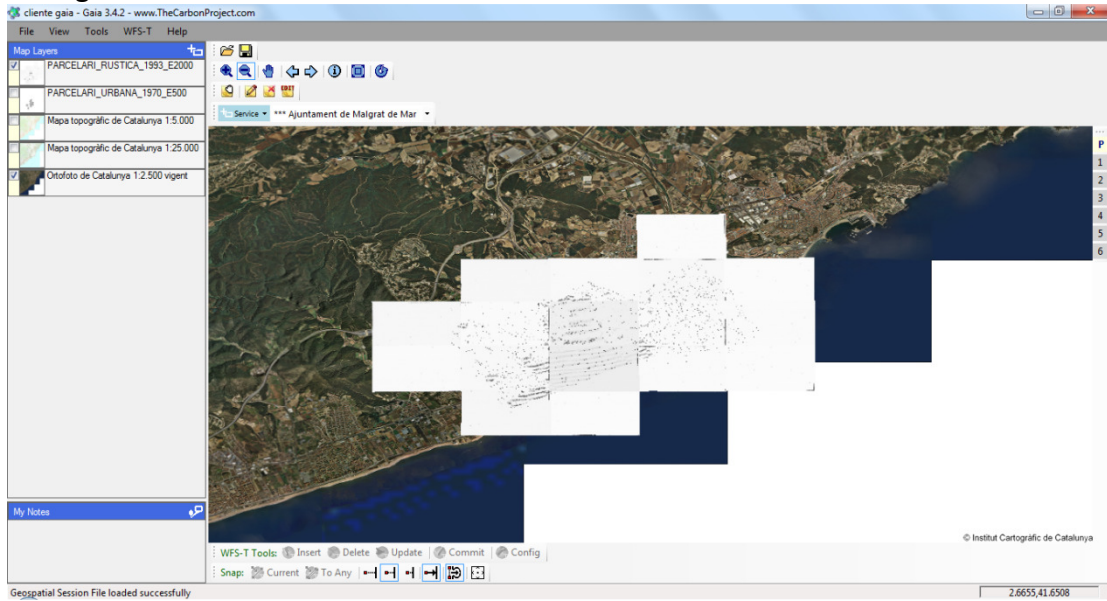 cliente gaia - Gaia 3.4.2 - www.TheCarbonProject.com
File View Tools WFS-T Help
Map Layers
PARCELARI_RUSTICA_1993_E2000
PARCELARI_URBANA_1970_E500
Mapa topogràfic de Catalunya 1:5.000
Mapa topogràfic de Catalunya 1:25.000
Ortofoto de Catalunya 1:2.500 vigent
EDIT
Service *** Ajuntament de Malgrat de Mar
P
1
2
3
4
5
6
My Notes
© Institut Cartogràfic de Catalunya
WFS-T Tools: Insert Delete Update Commit Config
Snap: Current To Any
Geospatial Session File loaded successfully
2.6655,41.6508